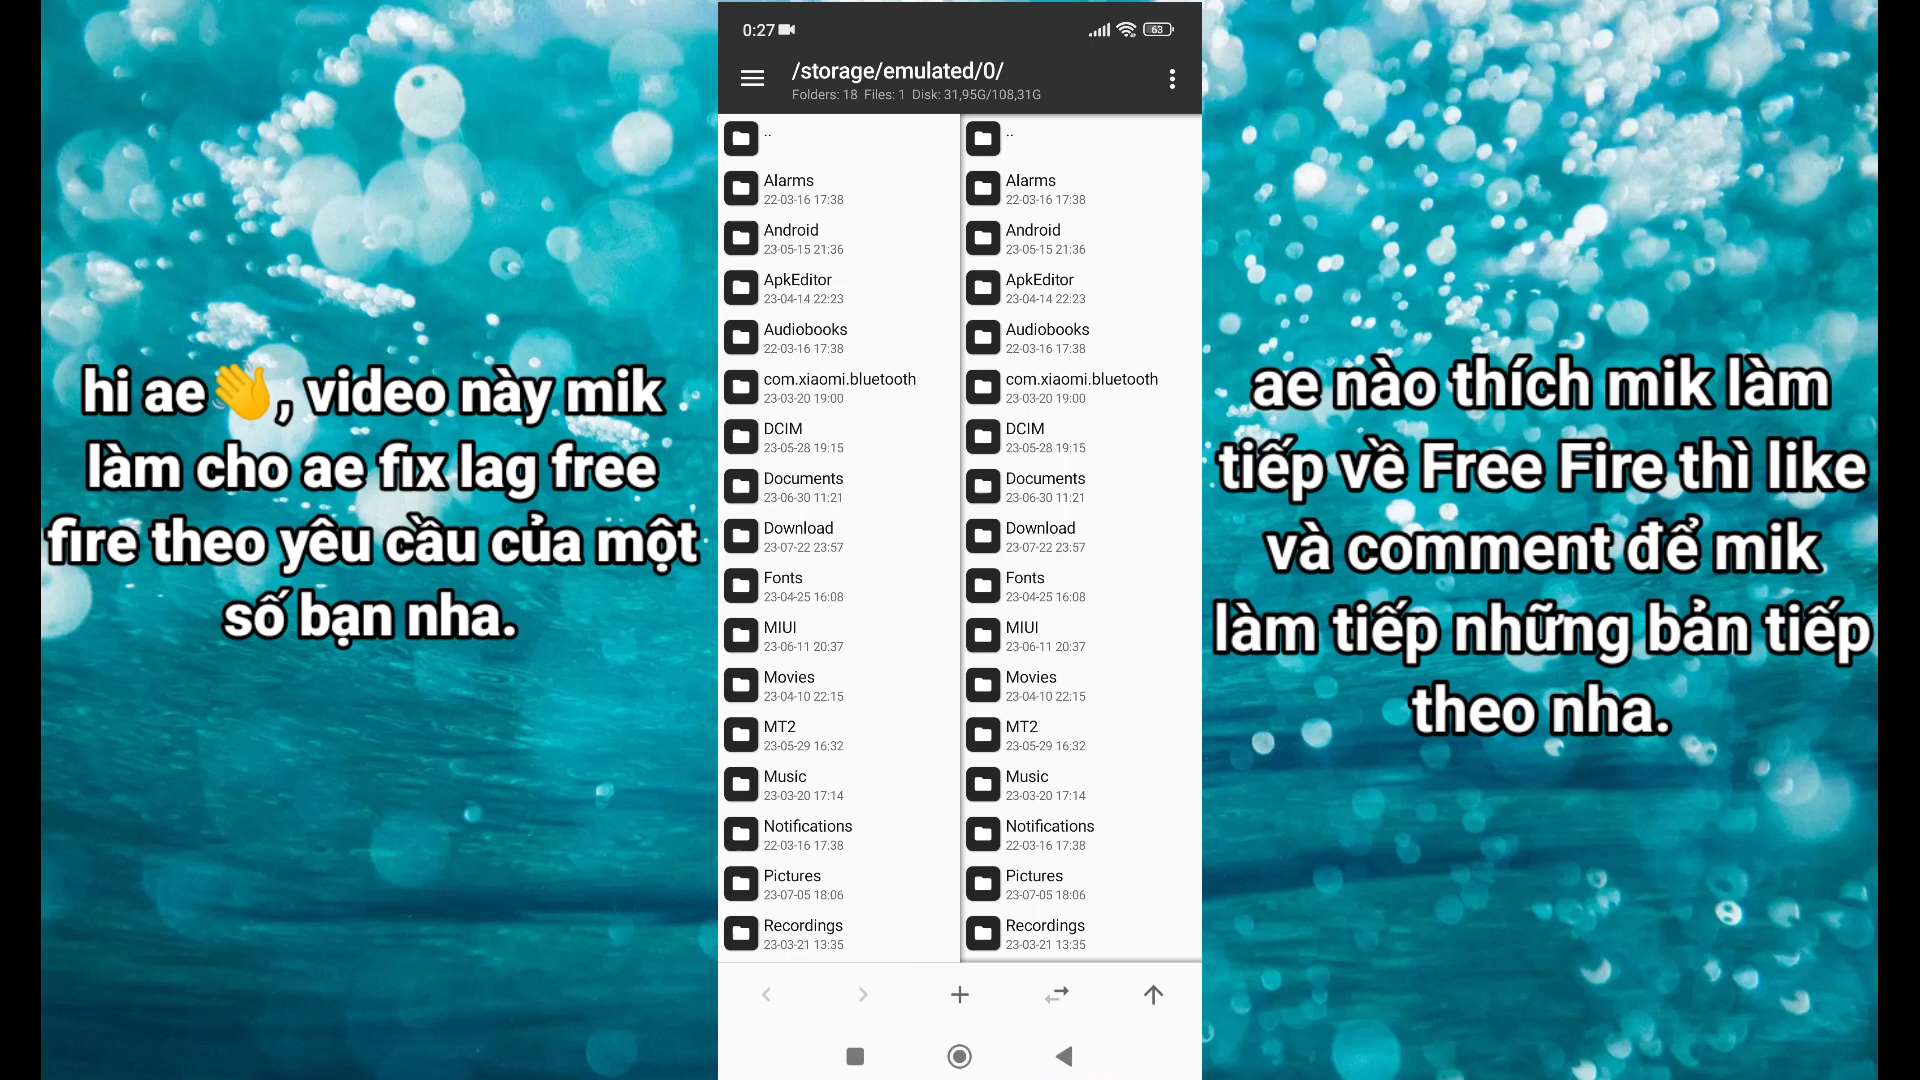 hi ae👋, video này mik
làm cho ae fix lag free
fire theo yêu cầu của một
số bạn nha.
0:27
63
/storage/emulated/0/
Folders: 18 Files: 1 Disk: 31,95G/108,31G
..
Alarms
22-03-16 17:38
Android
23-05-15 21:36
ApkEditor
23-04-14 22:23
Audiobooks
22-03-16 17:38
com.xiaomi.bluetooth
23-03-20 19:00
DCIM
23-05-28 19:15
Documents
23-06-30 11:21
Download
23-07-22 23:57
Fonts
23-04-25 16:08
MIUI
23-06-11 20:37
Movies
23-04-10 22:15
MT2
23-05-29 16:32
Music
23-03-20 17:14
Notifications
22-03-16 17:38
Pictures
23-07-05 18:06
Recordings
23-03-21 13:35
..
Alarms
22-03-16 17:38
Android
23-05-15 21:36
ApkEditor
23-04-14 22:23
Audiobooks
22-03-16 17:38
com.xiaomi.bluetooth
23-03-20 19:00
DCIM
23-05-28 19:15
Documents
23-06-30 11:21
Download
23-07-22 23:57
Fonts
23-04-25 16:08
MIUI
23-06-11 20:37
Movies
23-04-10 22:15
MT2
23-05-29 16:32
Music
23-03-20 17:14
Notifications
22-03-16 17:38
Pictures
23-07-05 18:06
Recordings
23-03-21 13:35
ae nào thích mik làm
tiếp về Free Fire thì like
và comment để mik
làm tiếp những bản tiếp
theo nha.